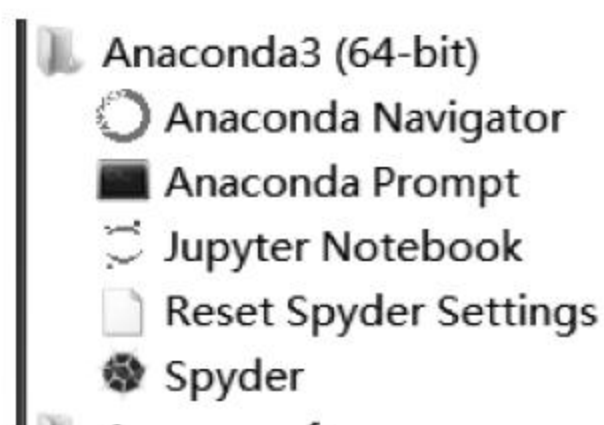 Anaconda3 (64-bit)
Anaconda Navigator
Anaconda Prompt
Jupyter Notebook
Reset Spyder Settings
Spyder